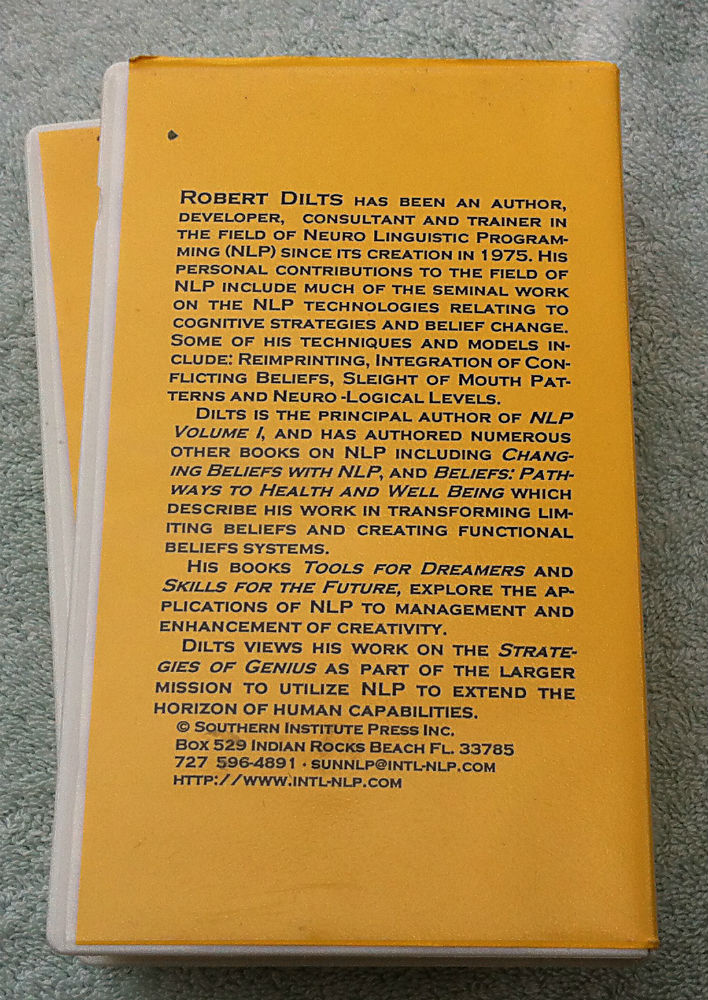 ROBERT DILTS HAS BEEN AN AUTHOR,
DEVELOPER, CONSULTANT AND TRAINER IN
THE FIELD OF NEURO LINGUISTIC PROGRAM-
MING (NLP) SINCE ITS CREATION IN 1975. HIS
PERSONAL CONTRIBUTIONS TO THE FIELD OF
NLP INCLUDE MUCH OF THE SEMINAL WORK
ON THE NLP TECHNOLOGIES RELATING TO
COGNITIVE STRATEGIES AND BELIEF CHANGE.
SOME OF HIS TECHNIQUES AND MODELS IN-
CLUDE: REIMPRINTING, INTEGRATION OF CON-
FLICTING BELIEFS, SLEIGHT OF MOUTH PAT-
TERNS AND NEURO-LOGICAL LEVELS.
DILTS IS THE PRINCIPAL AUTHOR OF NLP
VOLUME I, AND HAS AUTHORED NUMEROUS
OTHER BOOKS ON NLP INCLUDING CHANG-
ING BELIEFS WITH NLP, AND BELIEFS: PATH-
WAYS TO HEALTH AND WELL BEING WHICH
DESCRIBE HIS WORK IN TRANSFORMING LIM-
ITING BELIEFS AND CREATING FUNCTIONAL
BELIEFS SYSTEMS.
HIS BOOKS TOOLS FOR DREAMERS AND
SKILLS FOR THE FUTURE, EXPLORE THE AP-
PLICATIONS OF NLP TO MANAGEMENT AND
ENHANCEMENT OF CREATIVITY.
DILTS VIEWS HIS WORK ON THE STRATE-
GIES OF GENIUS AS PART OF THE LARGER
MISSION TO UTILIZE NLP TO EXTEND THE
HORIZON OF HUMAN CAPABILITIES.
© SOUTHERN INSTITUTE PRESS INC.
BOX 529 INDIAN ROCKS BEACH FL. 33785
727 596-4891 · SUNNLP@INTL-NLP.COM
HTTP://WWW.INTL-NLP.COM